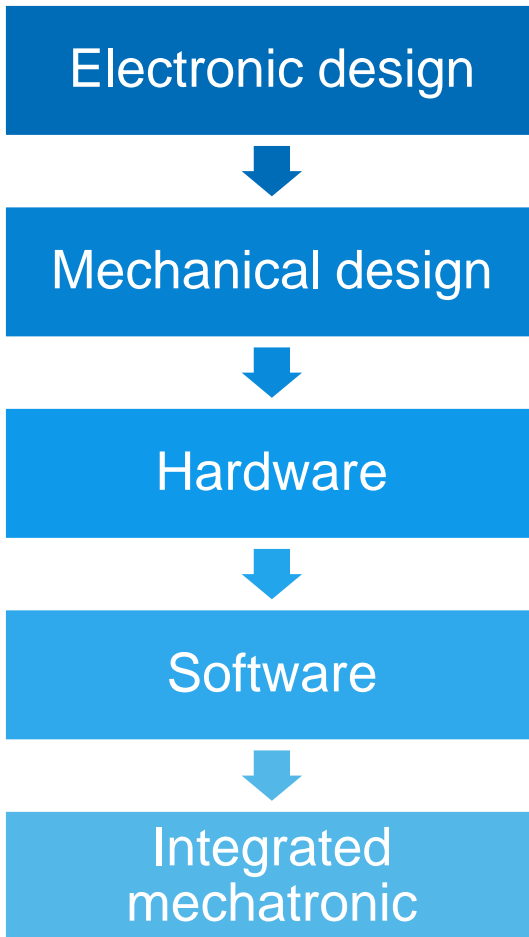 Electronic design
Mechanical design
Hardware
Software
Integrated
mechatronic